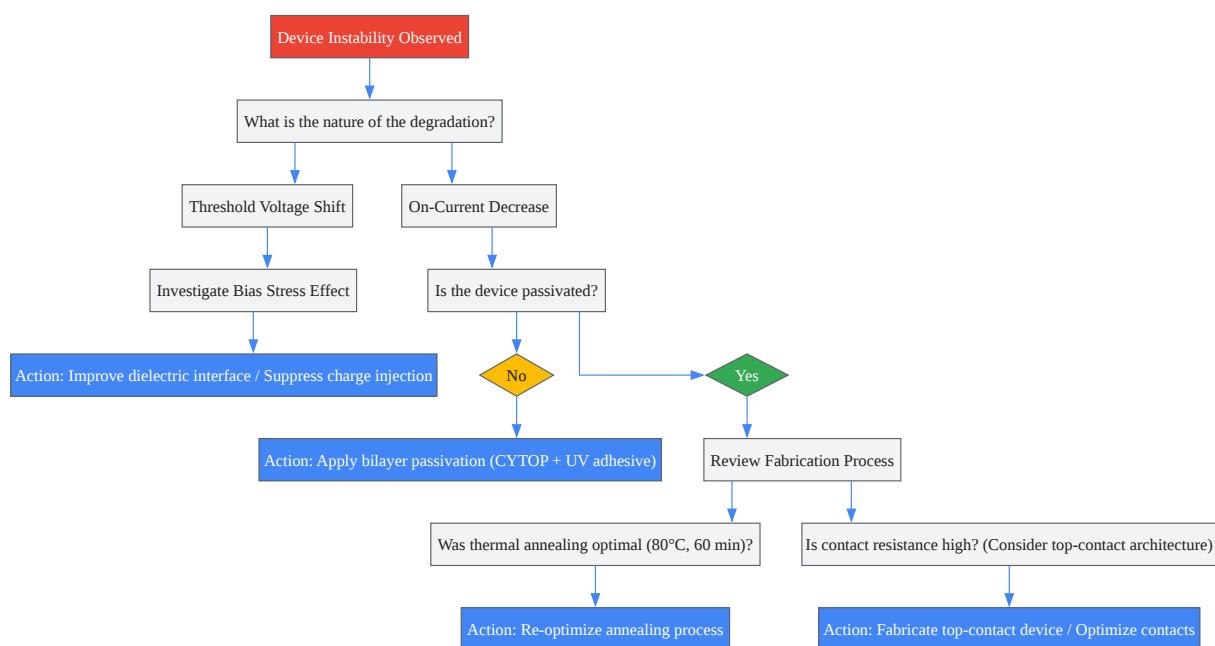 Device Instability Observed
What is the nature of the degradation?
Threshold Voltage Shift
On-Current Decrease
Investigate Bias Stress Effect
Is the device passivated?
Action: Improve dielectric interface / Suppress charge injection
No
Yes
Action: Apply bilayer passivation (CYTOP + UV adhesive)
Review Fabrication Process
Was thermal annealing optimal (80°C, 60 min)?
Is contact resistance high? (Consider top-contact architecture)
Action: Re-optimize annealing process
Action: Fabricate top-contact device / Optimize contacts